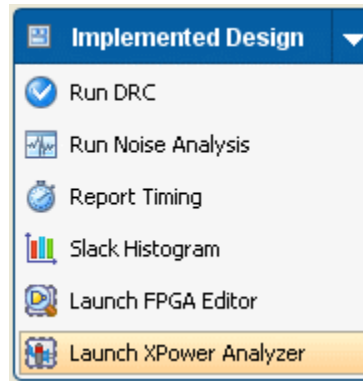 Implemented Design
Run DRC
Run Noise Analysis
Report Timing
Slack Histogram
Launch FPGA Editor
Launch XPower Analyzer